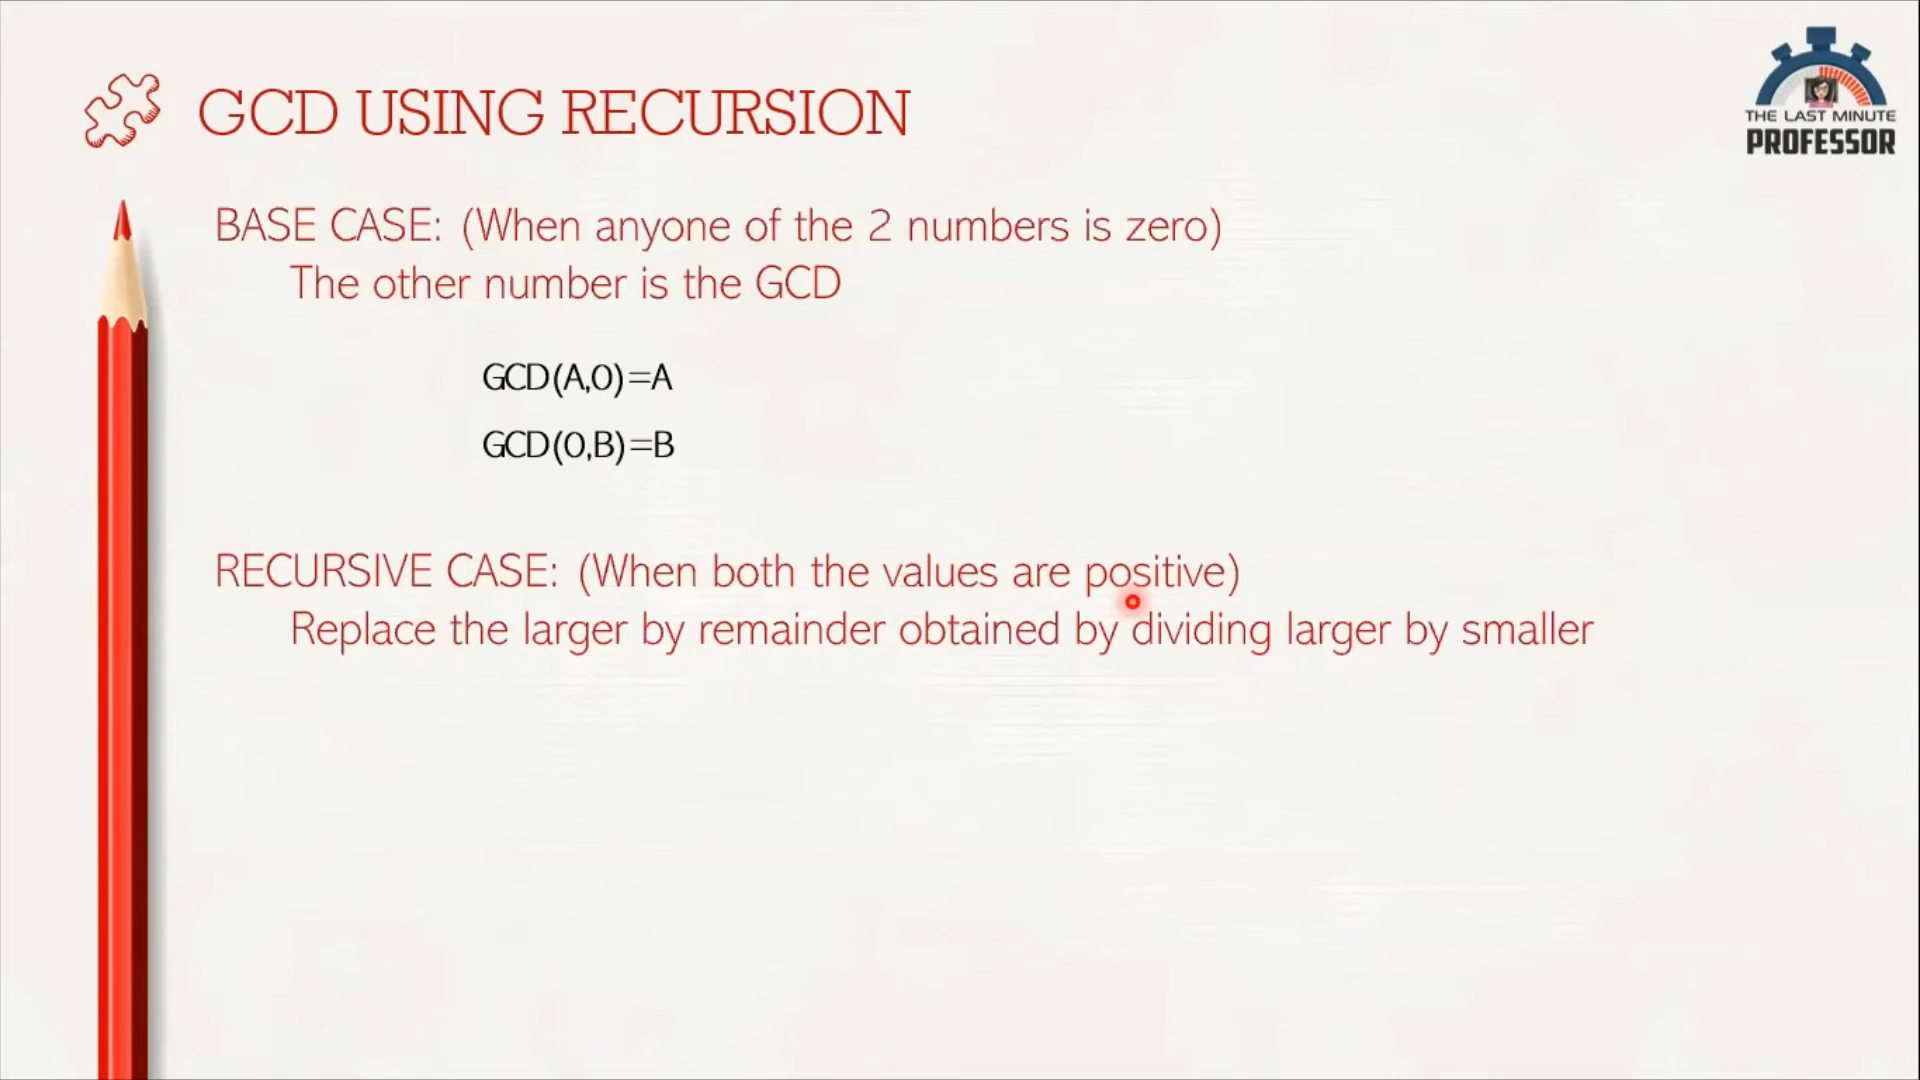 THE LAST MINUTE
PROFESSOR
GCD USING RECURSION
BASE CASE: (When anyone of the 2 numbers is zero)
The other number is the GCD
GCD(A,0)=A
GCD(0,B)=B
RECURSIVE CASE: (When both the values are positive)
Replace the larger by remainder obtained by dividing larger by smaller